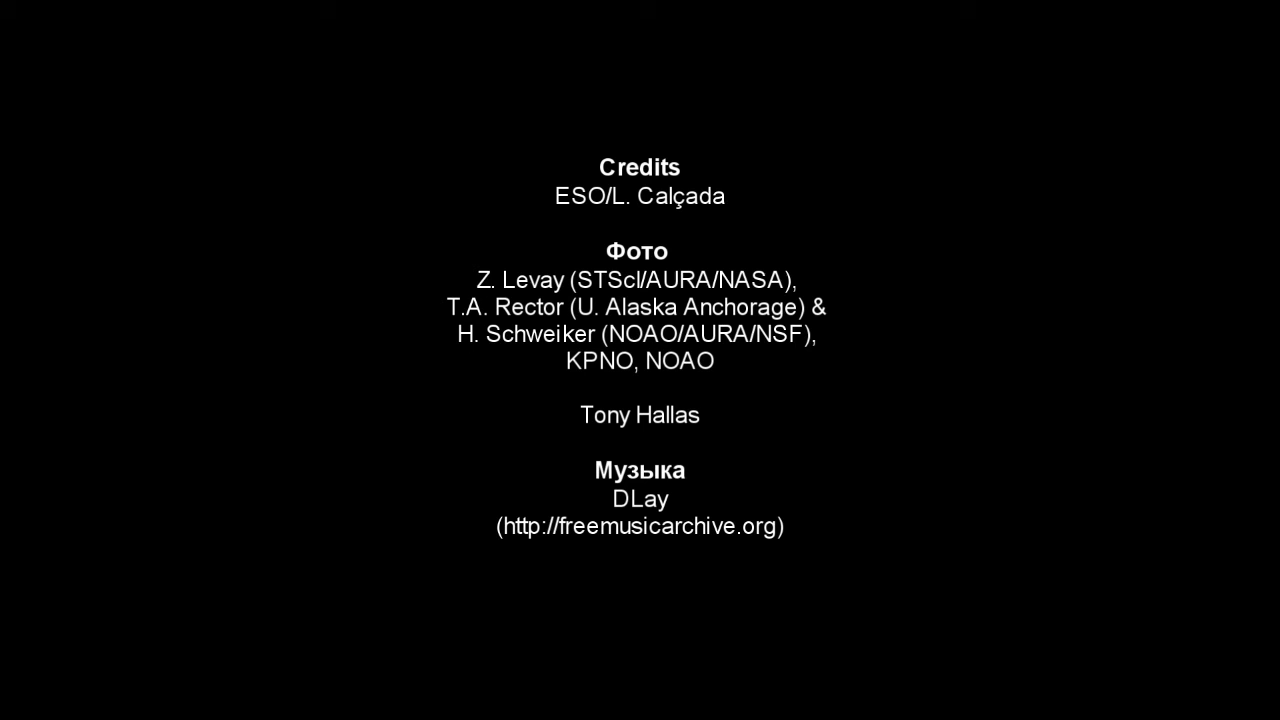 Credits
ESO/L. Calçada
Фото
Z. Levay (STScI/AURA/NASA),
T.A. Rector (U. Alaska Anchorage) &
H. Schweiker (NOAO/AURA/NSF),
KPNO, NOAO
Tony Hallas
Музыка
DLay
(http://freemusicarchive.org)